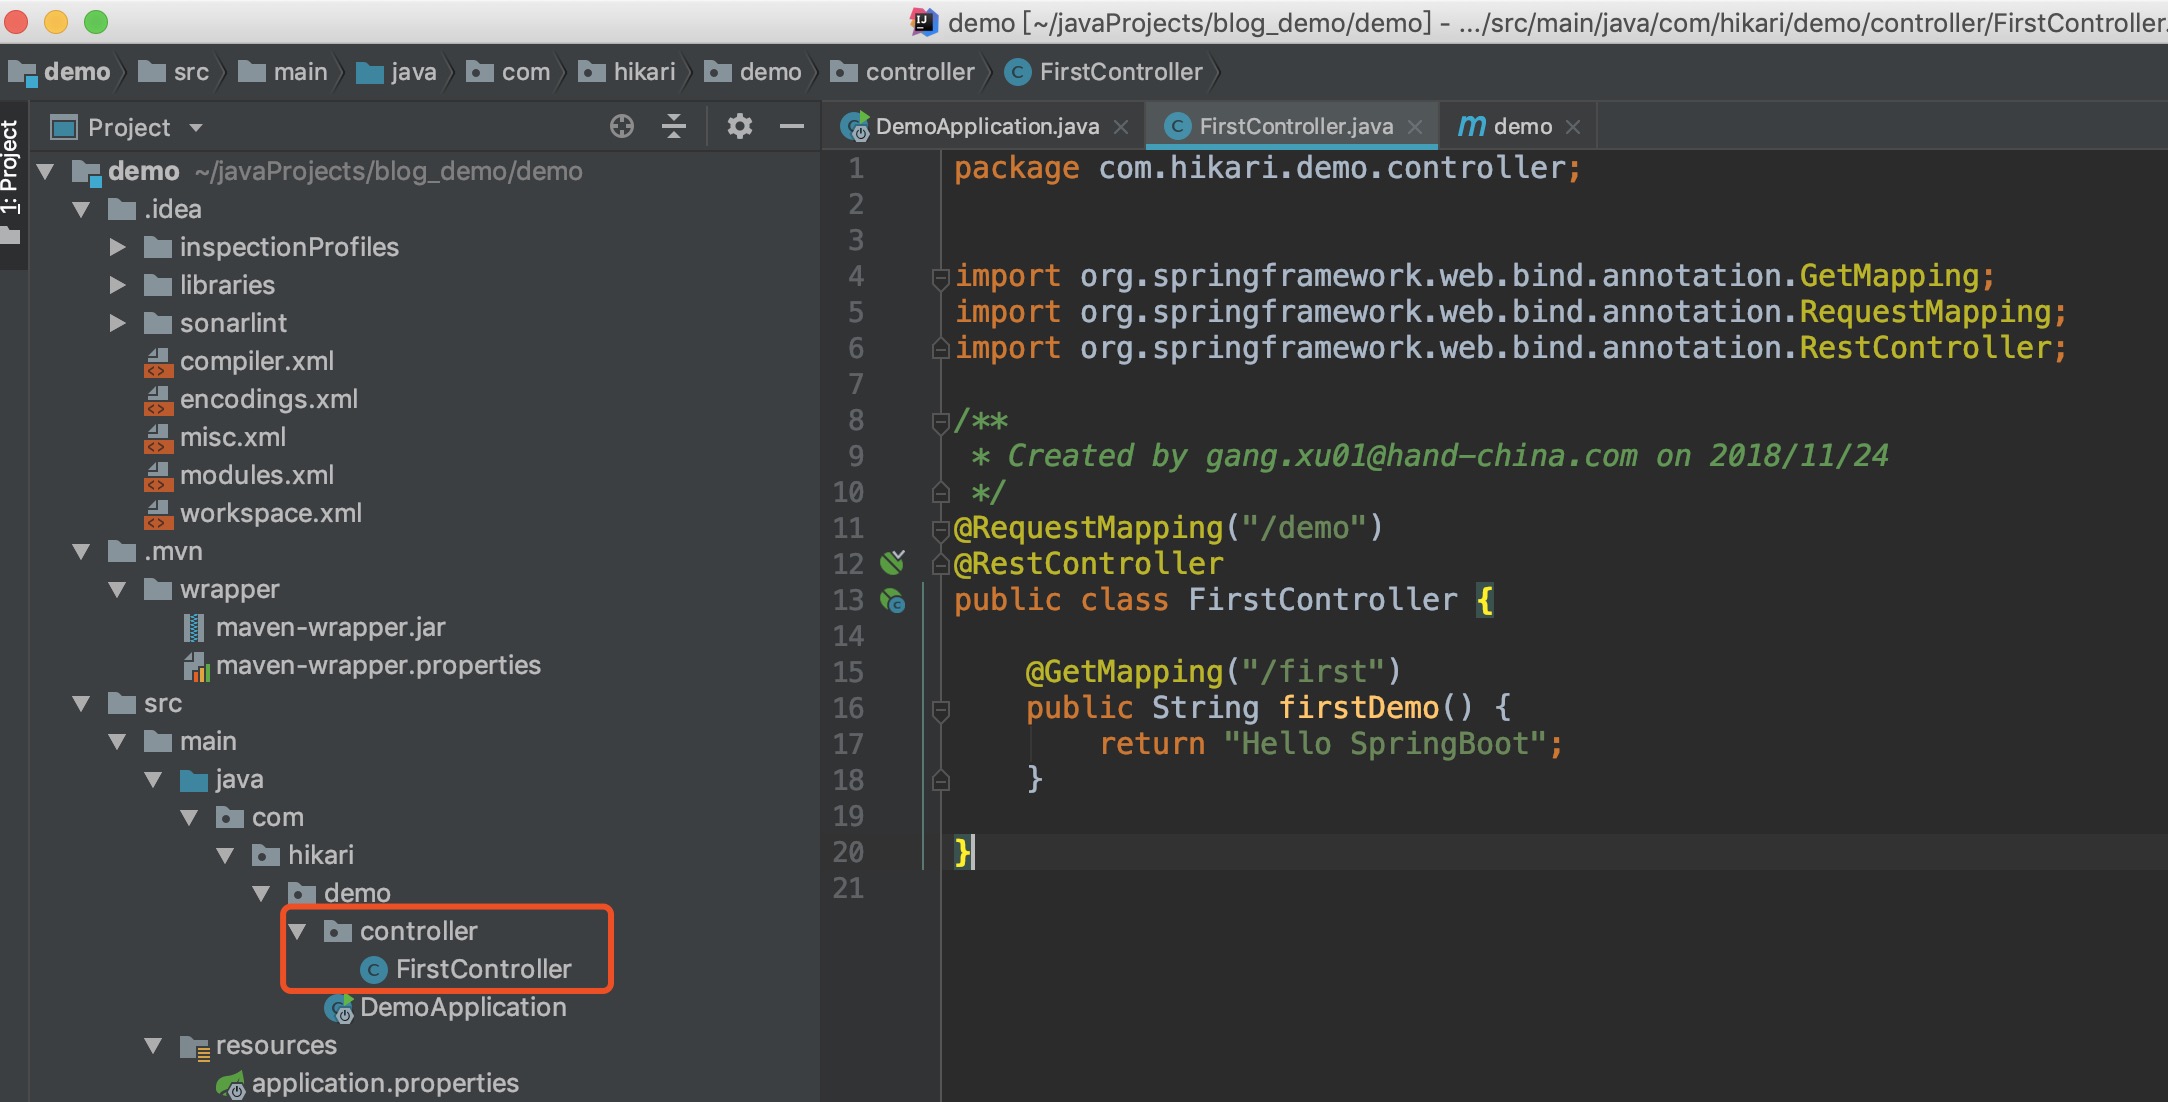 demo [~/javaProjects/blog_demo/demo] - .../src/main/java/com/hikari/demo/controller/FirstController.
demo src main java com hikari demo controller FirstController
1: Project
Project
demo ~/javaProjects/blog_demo/demo
.idea
inspectionProfiles
libraries
sonarlint
compiler.xml
encodings.xml
misc.xml
modules.xml
workspace.xml
.mvn
wrapper
maven-wrapper.jar
maven-wrapper.properties
src
main
java
com
hikari
demo
controller
FirstController
DemoApplication
resources
application.properties
DemoApplication.java FirstController.java m demo
1 package com.hikari.demo.controller;
2
3
4 import org.springframework.web.bind.annotation.GetMapping;
5 import org.springframework.web.bind.annotation.RequestMapping;
6 import org.springframework.web.bind.annotation.RestController;
7
8 /**
9 * Created by gang.xu01@hand-china.com on 2018/11/24
10 */
11 @RequestMapping("/demo")
12 @RestController
13 public class FirstController {
14
15 @GetMapping("/first")
16 public String firstDemo() {
17 return "Hello SpringBoot";
18 }
19
20 }
21